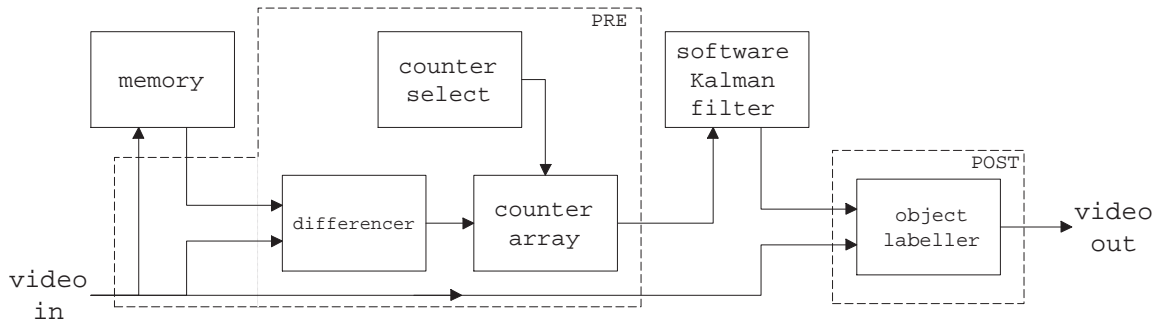 PRE
memory
counter
select
software
Kalman
filter
POST
differencer
counter
array
object
labeller
video
out
video
in